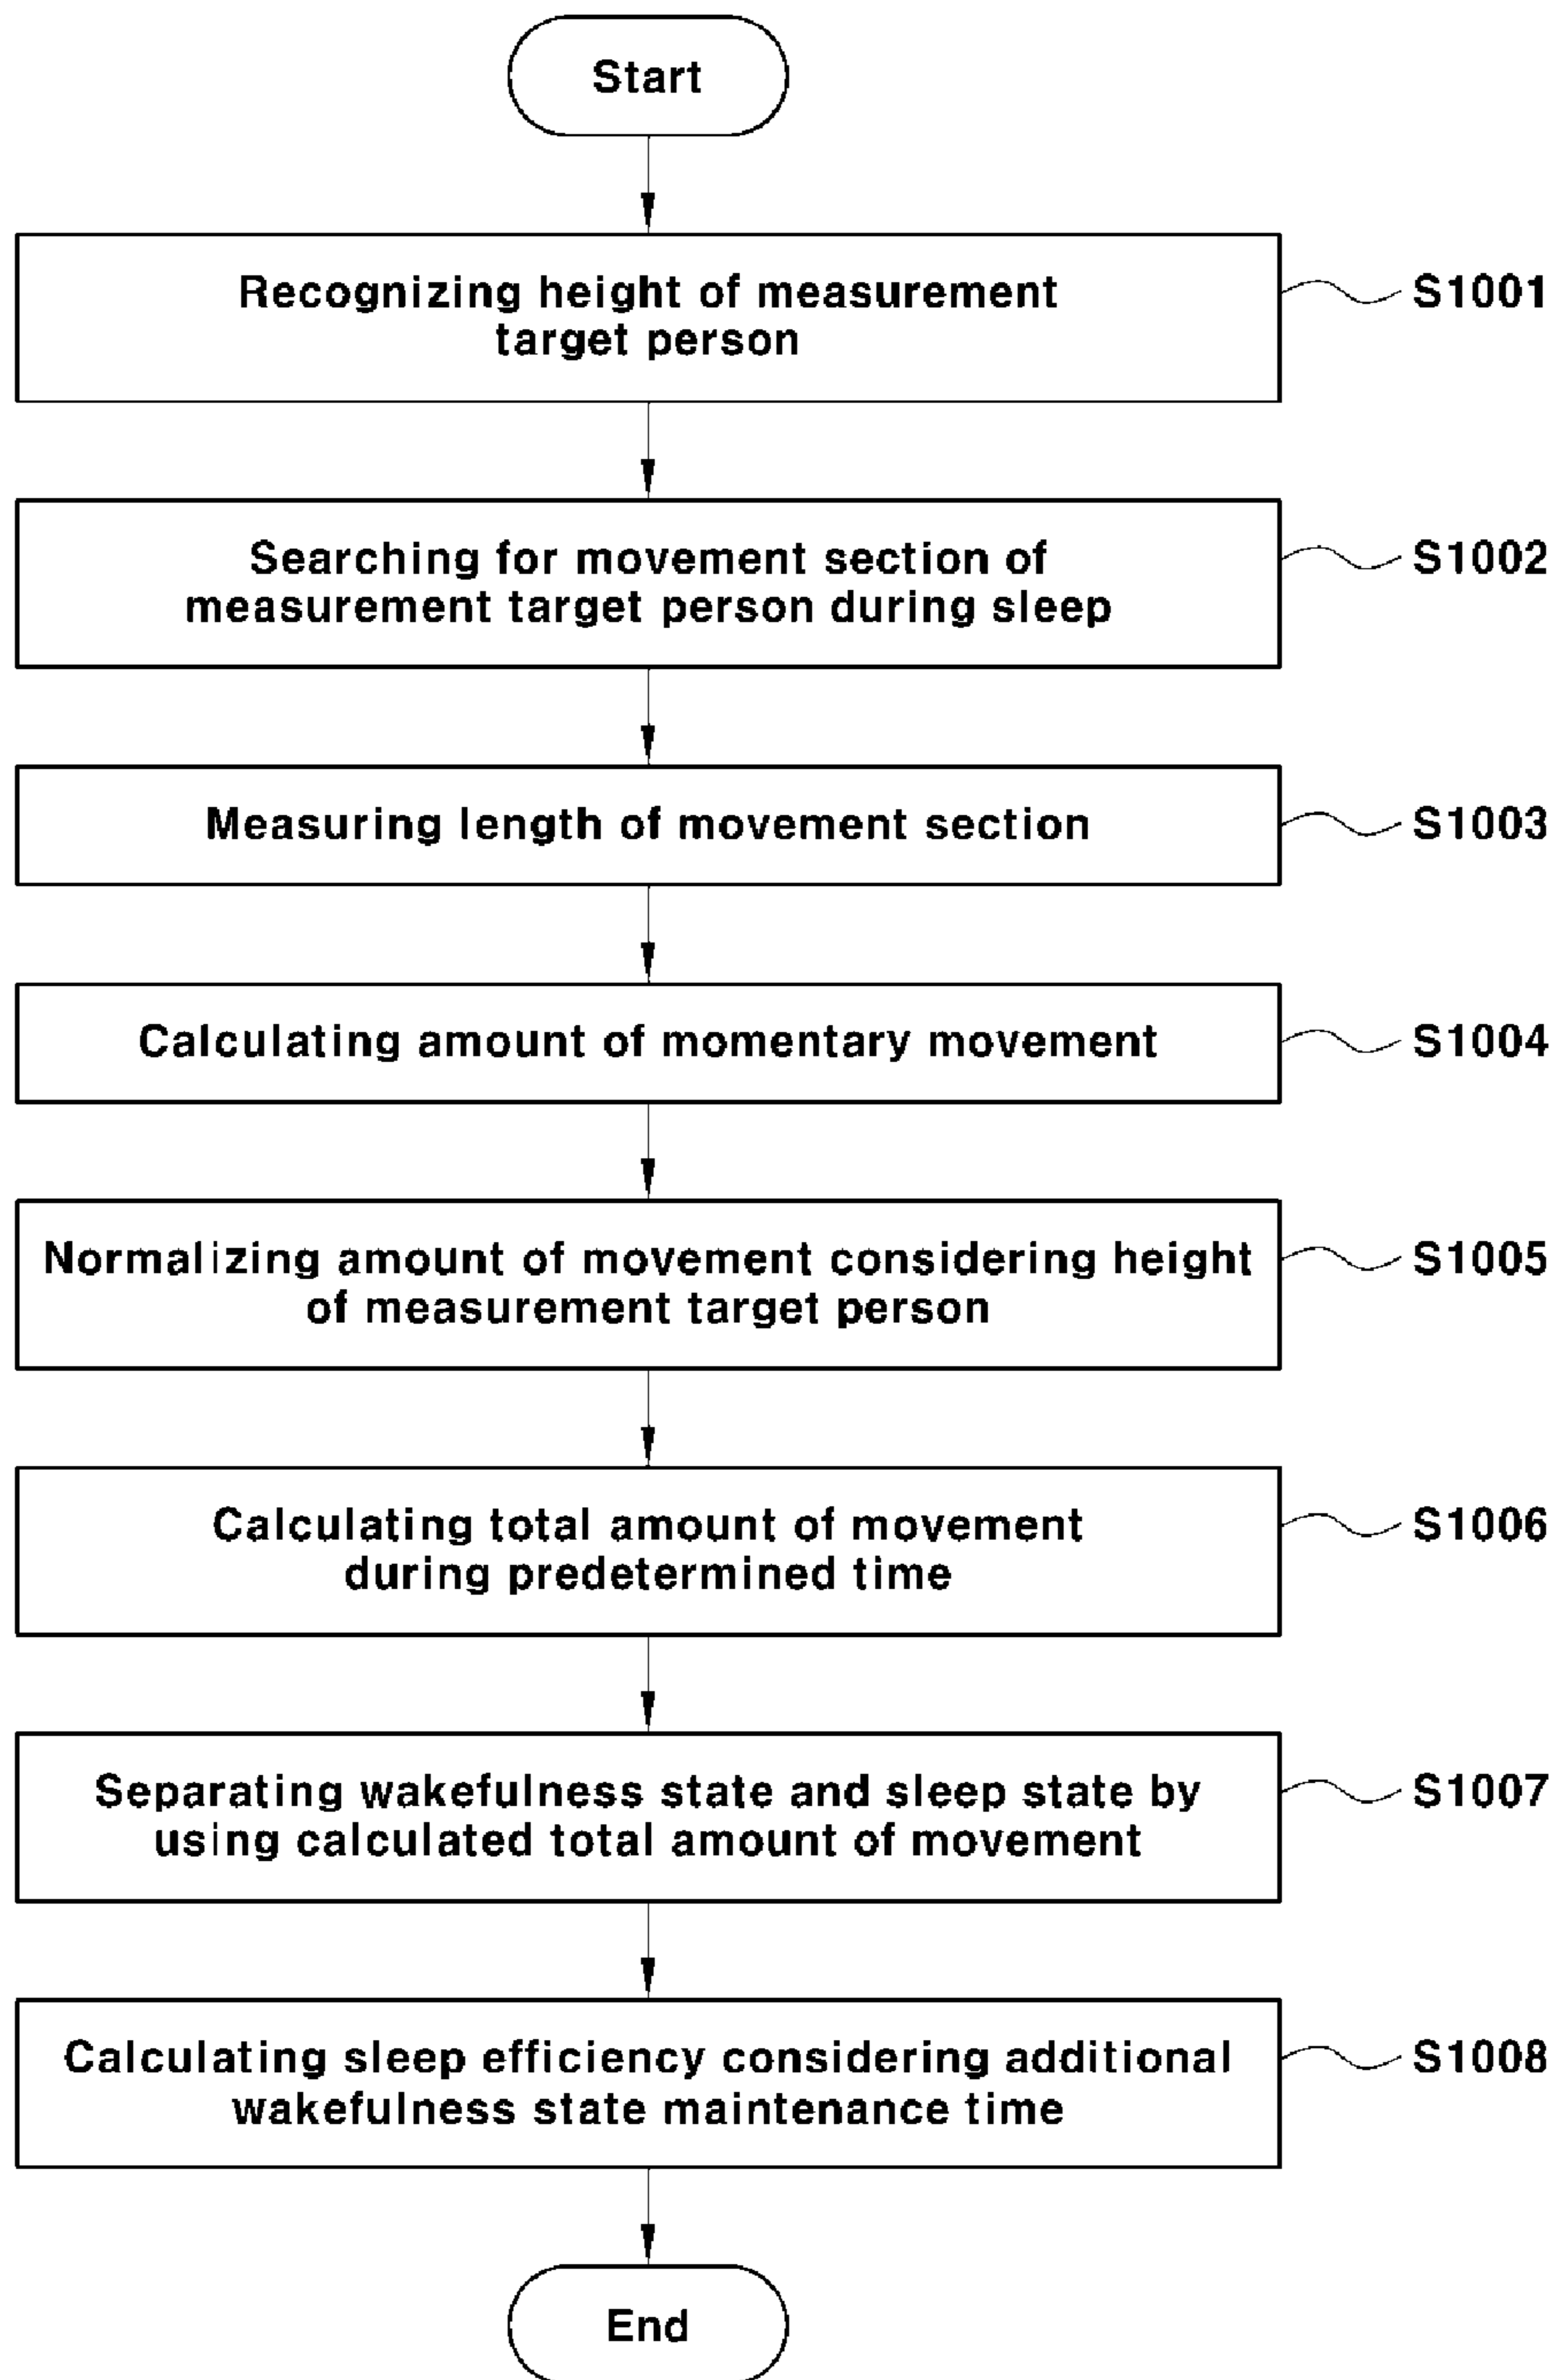 Start
Recognizing height of measurement
target person
S1001
Searching for movement section of
measurement target person during sleep
S1002
Measuring length of movement section
S1003
Calculating amount of momentary movement
S1004
Normalizing amount of movement considering height
of measurement target person
S1005
Calculating total amount of movement
during predetermined time
S1006
Separating wakefulness state and sleep state by
using calculated total amount of movement
S1007
Calculating sleep efficiency considering additional
wakefulness state maintenance time
S1008
End